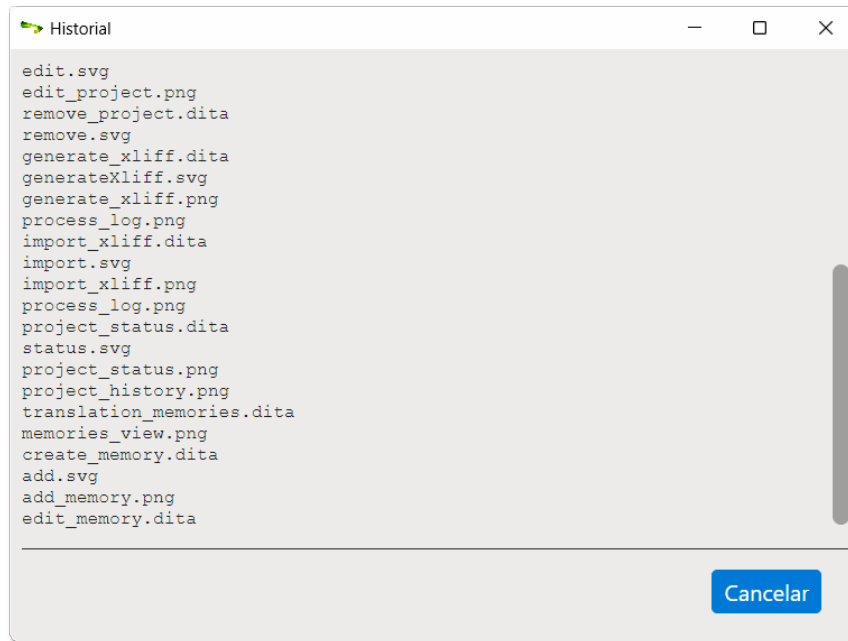 Historial
edit.svg
edit_project.png
remove_project.dita
remove.svg
generate_xliff.dita
generateXliff.svg
generate_xliff.png
process_log.png
import_xliff.dita
import.svg
import_xliff.png
process_log.png
project_status.dita
status.svg
project_status.png
project_history.png
translation_memories.dita
memories_view.png
create_memory.dita
add.svg
add_memory.png
edit_memory.dita
Cancelar